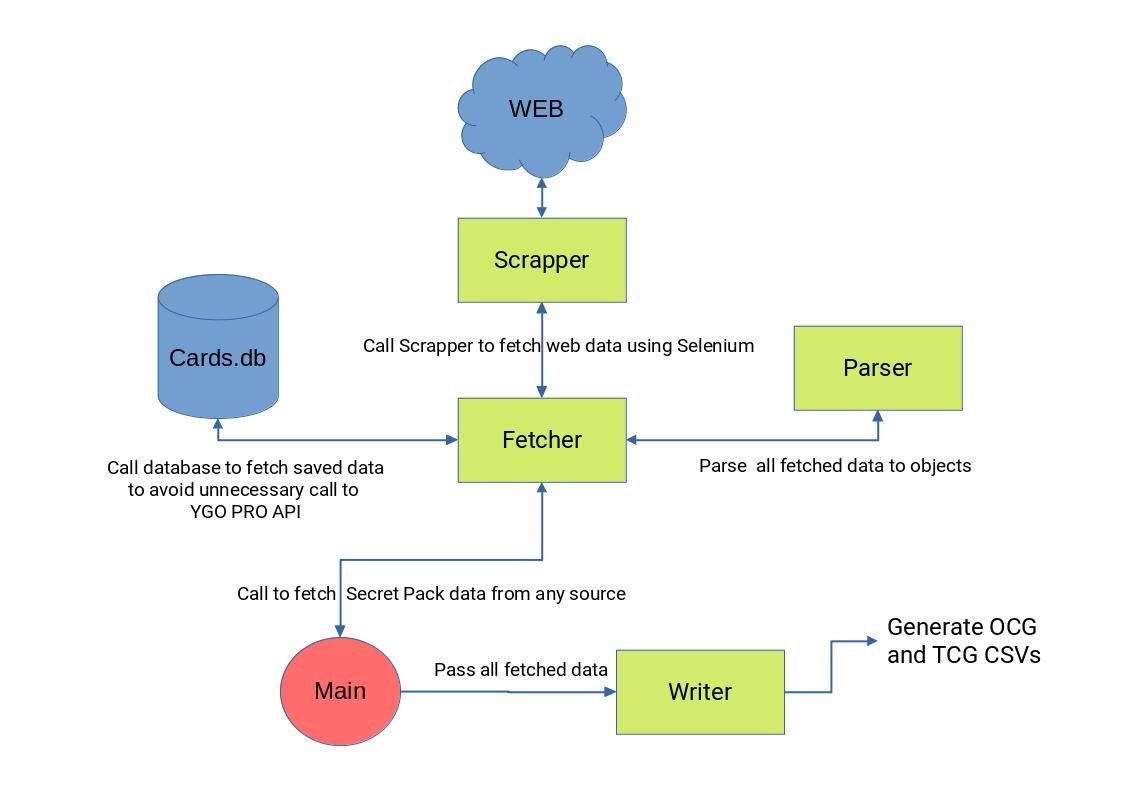 WEB
Scrapper
Call Scrapper to fetch web data using Selenium
Cards.db
Parser
Fetcher
Call database to fetch saved data
to avoid unnecessary call to
YGO PRO API
Parse  all fetched data to objects
Call to fetch Secret Pack data from any source
Main
Pass all fetched data
Writer
Generate OCG
and TCG CSVs